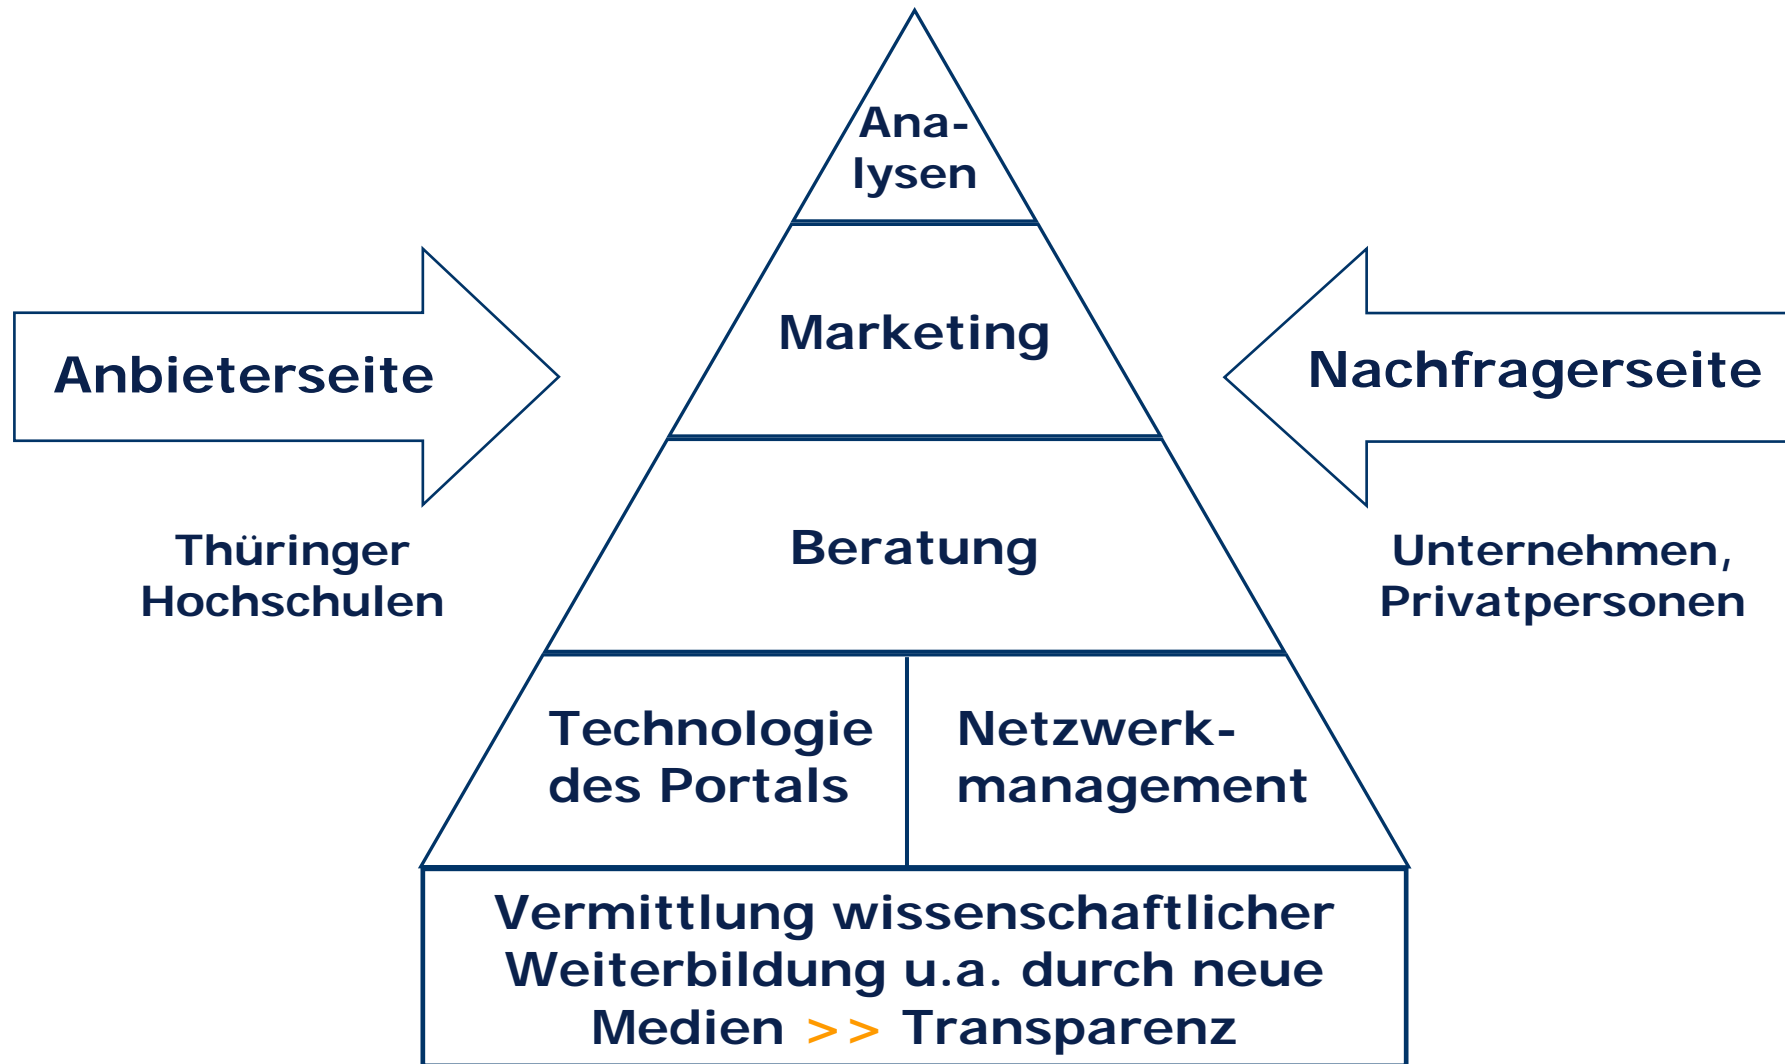 Ana-
lysen
Marketing
Anbieterseite
Nachfragerseite
Beratung
Thüringer
Hochschulen
Unternehmen,
Privatpersonen
Technologie
des Portals
Netzwerk-
management
Vermittlung wissenschaftlicher
Weiterbildung u.a. durch neue
Medien >> Transparenz